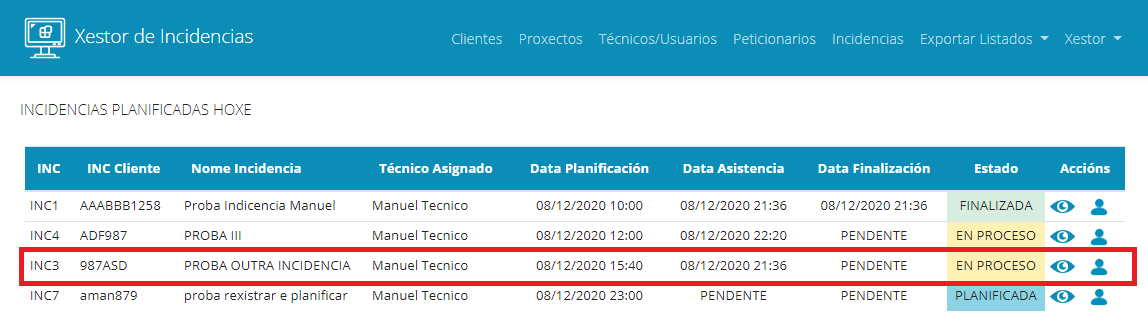 Xestor de Incidencias
Clientes Proxectos Técnicos/Usuarios Peticionarios Incidencias Exportar Listados Xestor
INCIDENCIAS PLANIFICADAS HOXE
INC INC Cliente Nome Incidencia Técnico Asignado Data Planificación Data Asistencia Data Finalización Estado Accións
INC1 AAABBB1258 Proba Indicencia Manuel Manuel Tecnico 08/12/2020 10:00 08/12/2020 21:36 08/12/2020 21:36 FINALIZADA
INC4 ADF987 PROBA III Manuel Tecnico 08/12/2020 12:00 08/12/2020 22:20 PENDENTE EN PROCESO
INC3 987ASD PROBA OUTRA INCIDENCIA Manuel Tecnico 08/12/2020 15:40 08/12/2020 21:36 PENDENTE EN PROCESO
INC7 aman879 proba rexistrar e planificar Manuel Tecnico 08/12/2020 23:00 PENDENTE PENDENTE PLANIFICADA